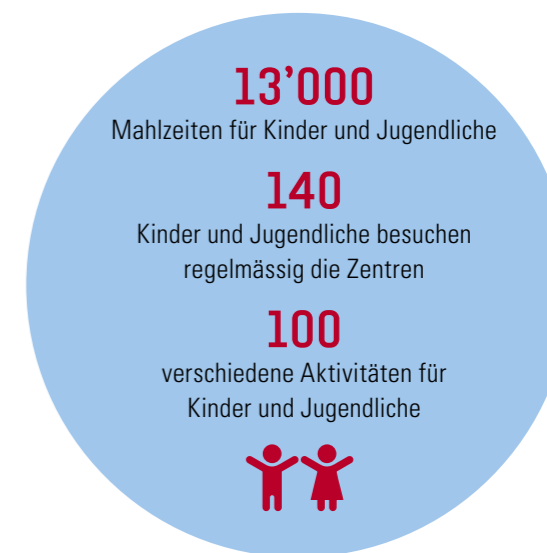 13’000
Mahlzeiten für Kinder und Jugendliche
140
Kinder und Jugendliche besuchen
regelmässig die Zentren
100
verschiedene Aktivitäten für
Kinder und Jugendliche